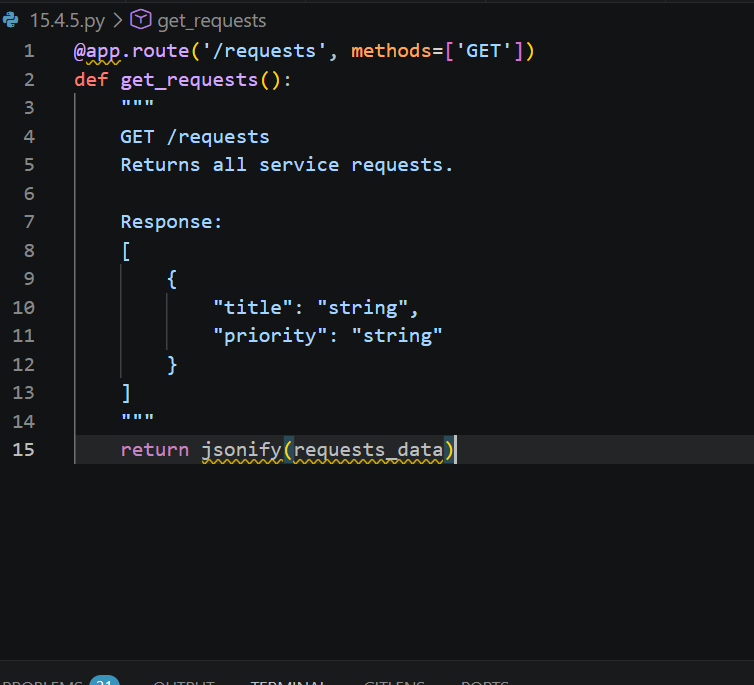 15.4.5.py > get_requests
1 @app.route('/requests', methods=['GET'])
2 def get_requests():
3     """
4     GET /requests
5     Returns all service requests.
6
7     Response:
8     [
9         {
10             "title": "string",
11             "priority": "string"
12         }
13     ]
14     """
15     return jsonify(requests_data)
PROBLEMS 21 OUTPUT TERMINAL GITLENS PORTS